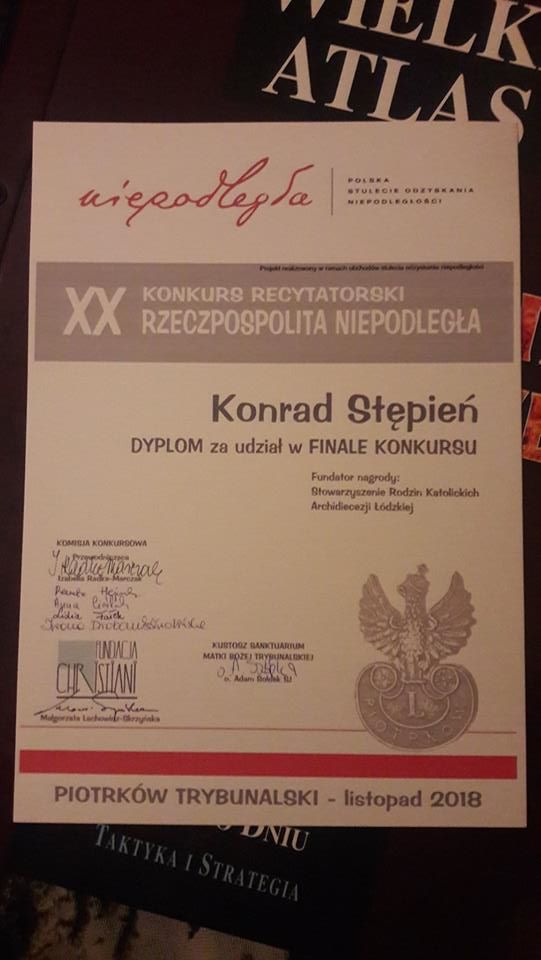 WIELK
ATLAS
niepodległa
POLSKA
STULECIE ODZYSKANIA
NIEPODLEGŁOŚCI
Projekt realizowany w ramach obchodów stulecia odzyskania niepodległości
XX KONKURS RECYTATORSKI
RZECZPOSPOLITA NIEPODLEGŁA
Konrad Stępień
DYPLOM za udział w FINALE KONKURSU
Fundator nagrody:
Stowarzyszenie Rodzin Katolickich
Archidiecezji Łódzkiej
KOMISJA KONKURSOWA
Przewodnicząca
Izabella Radka-Marczak
FUNDACJA
CHRISTIANI
Małgorzata Lachowicz-Skrzyńska
KUSTOSZ SANKTUARIUM
MATKI BOŻEJ TRYBUNALSKIEJ
o. Adam SJ
L
PIOTRKÓW
PIOTRKÓW TRYBUNALSKI - listopad 2018
DNIU
TAKTYKA I STRATEGIA